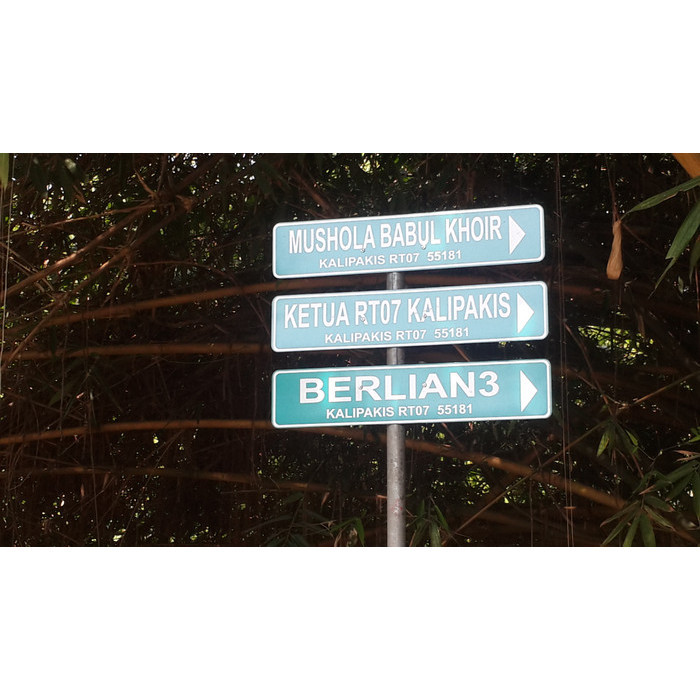 MUSHOLA BABUL KHOIR
KALIPAKIS RT07 55181
KETUA RT07 KALIPAKIS
KALIPAKIS RT07 55181
BERLIAN3
KALIPAKIS RT07 55181